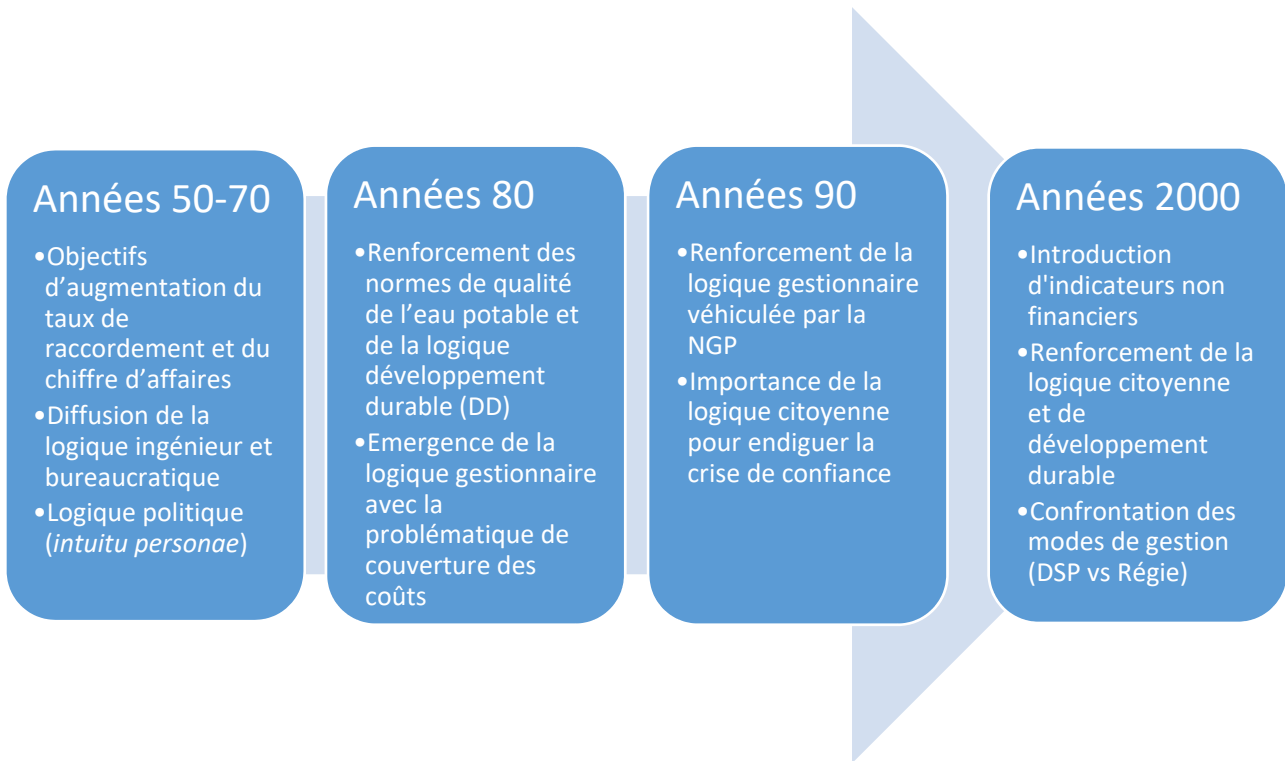 Années 50-70
•Objectifs
d’augmentation du
taux de
raccordement et du
chiffre d’affaires
•Diffusion de la
logique ingénieur et
bureaucratique
•Logique politique
(intuitu personae)
Années 80
•Renforcement des
normes de qualité
de l’eau potable et
de la logique
développement
durable (DD)
•Emergence de la
logique gestionnaire
avec la
problématique de
couverture des
coûts
Années 90
•Renforcement de la
logique gestionnaire
véhiculée par la
NGP
•Importance de la
logique citoyenne
pour endiguer la
crise de confiance
Années 2000
•Introduction
d'indicateurs non
financiers
•Renforcement de la
logique citoyenne
et de
développement
durable
•Confrontation des
modes de gestion
(DSP vs Régie)